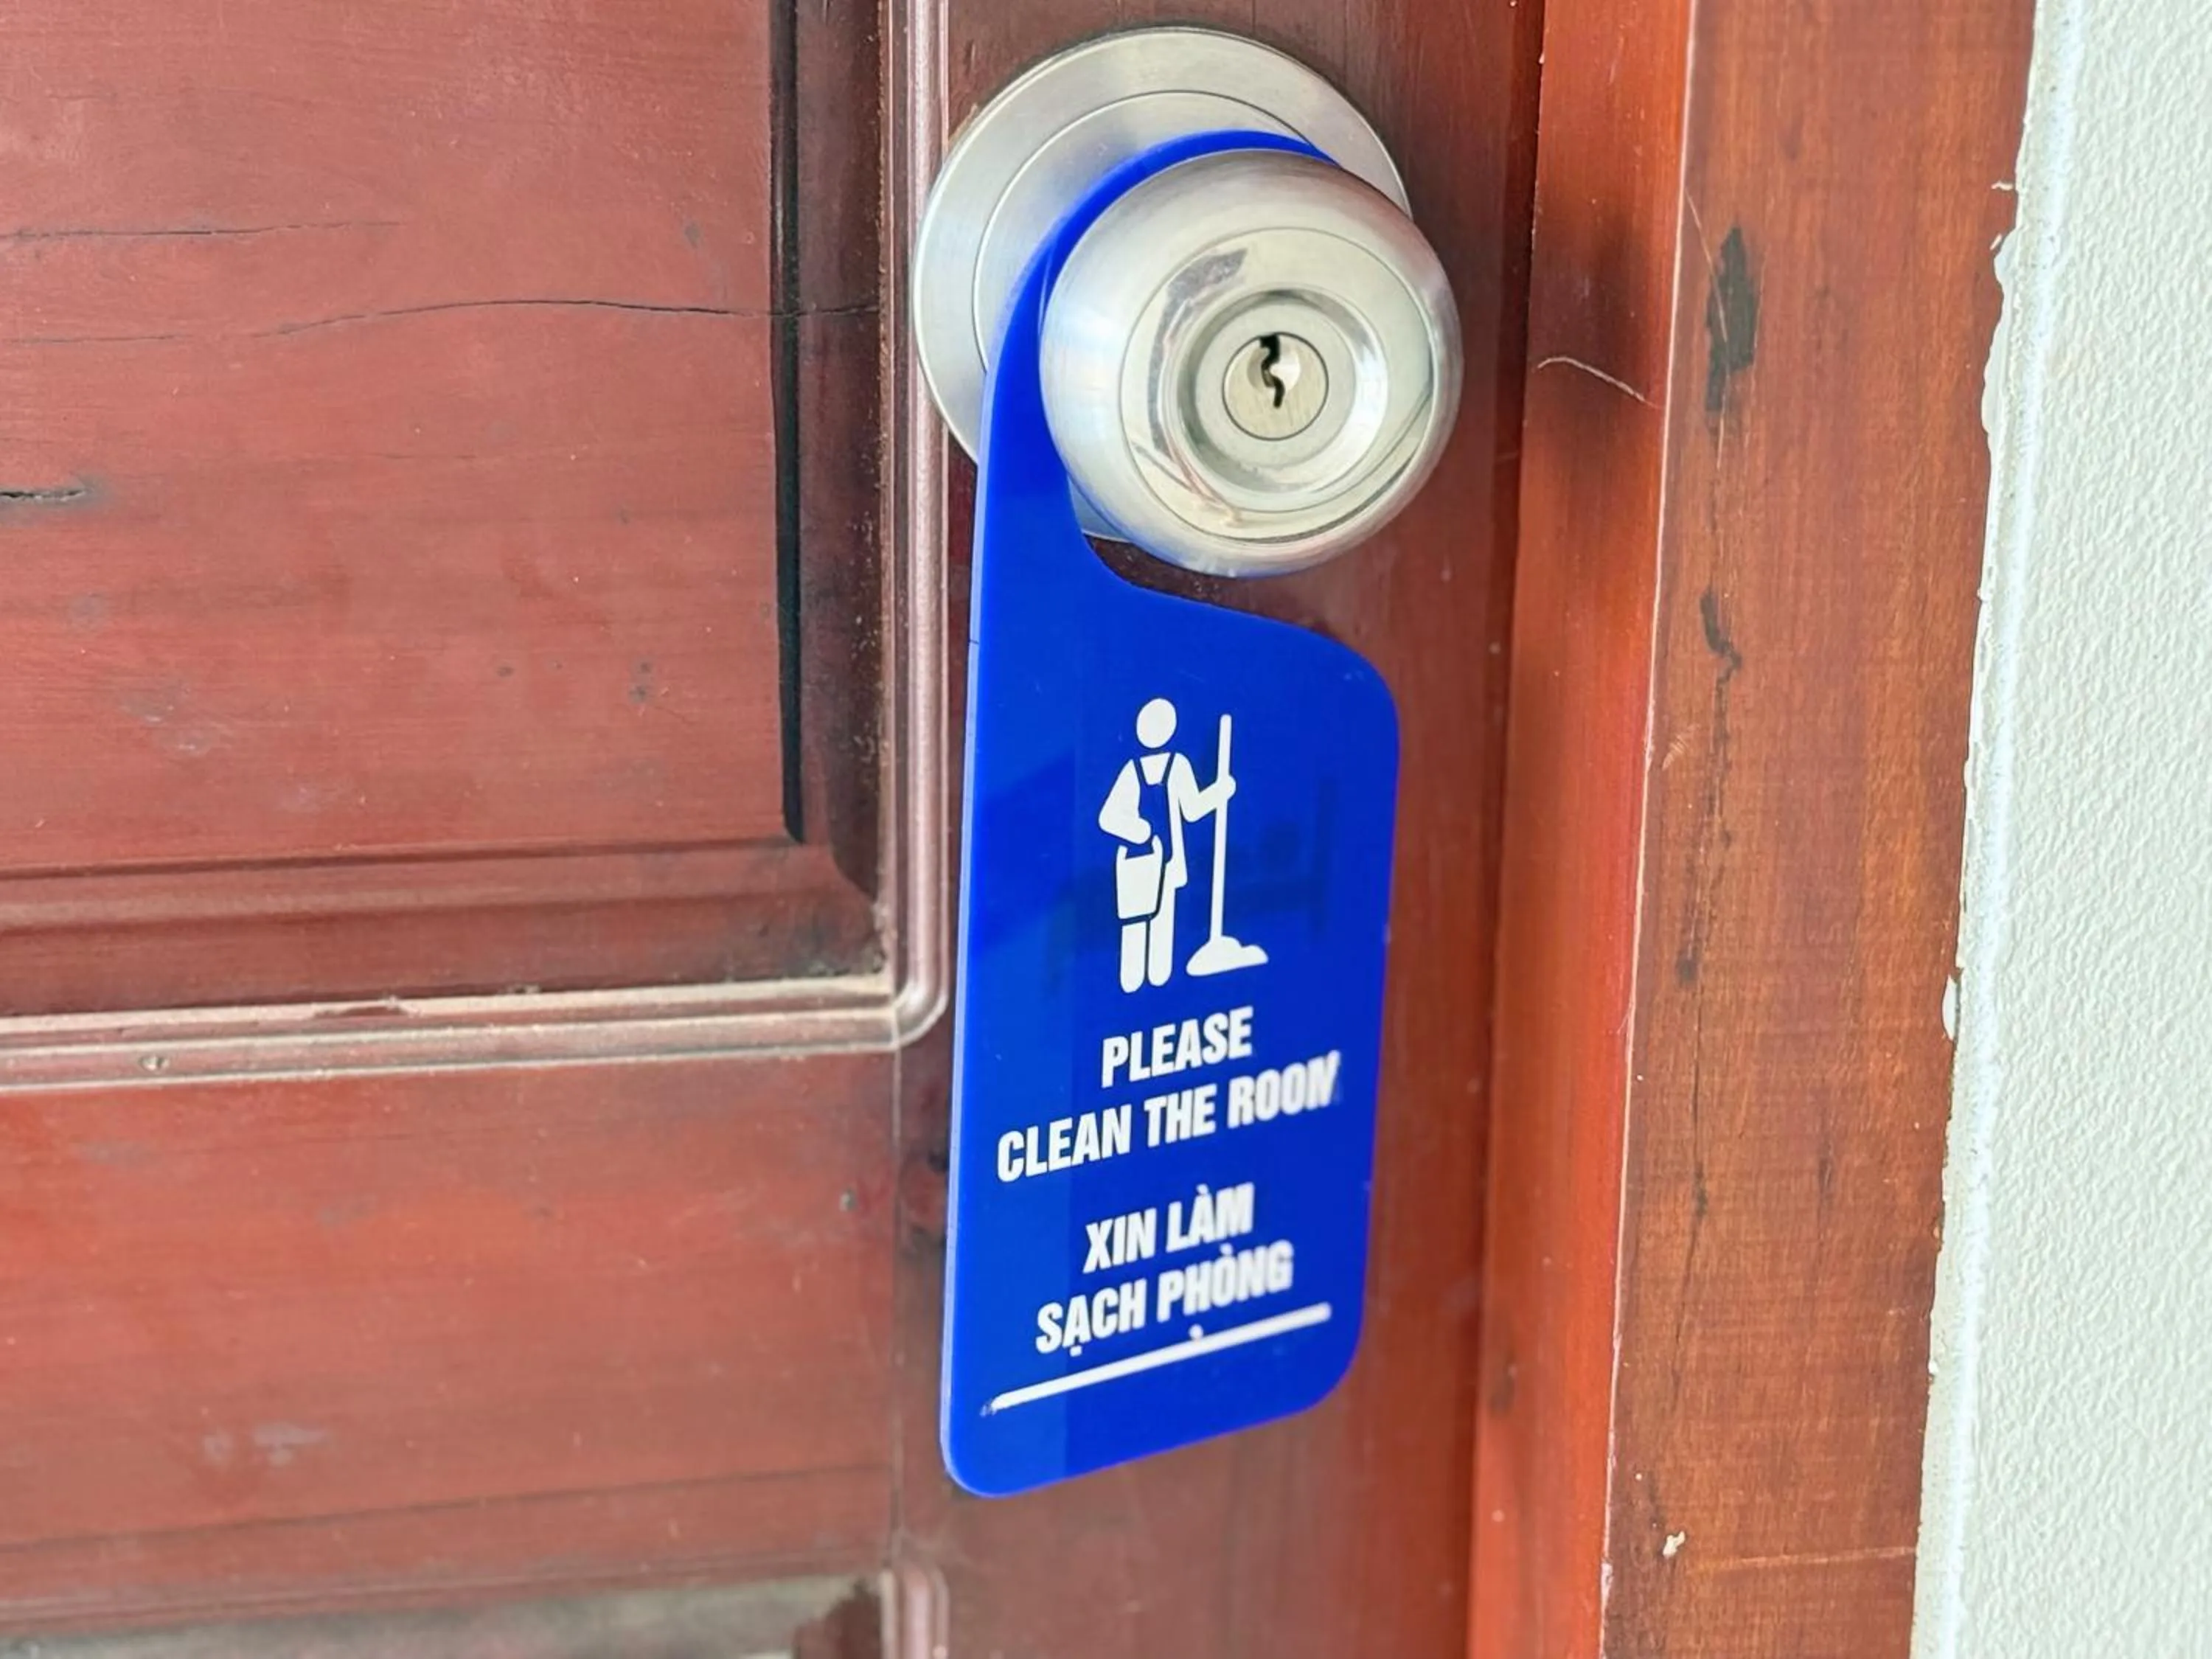 PLEASE
CLEAN THE ROOM
XIN LÀM
SẠCH PHÒNG